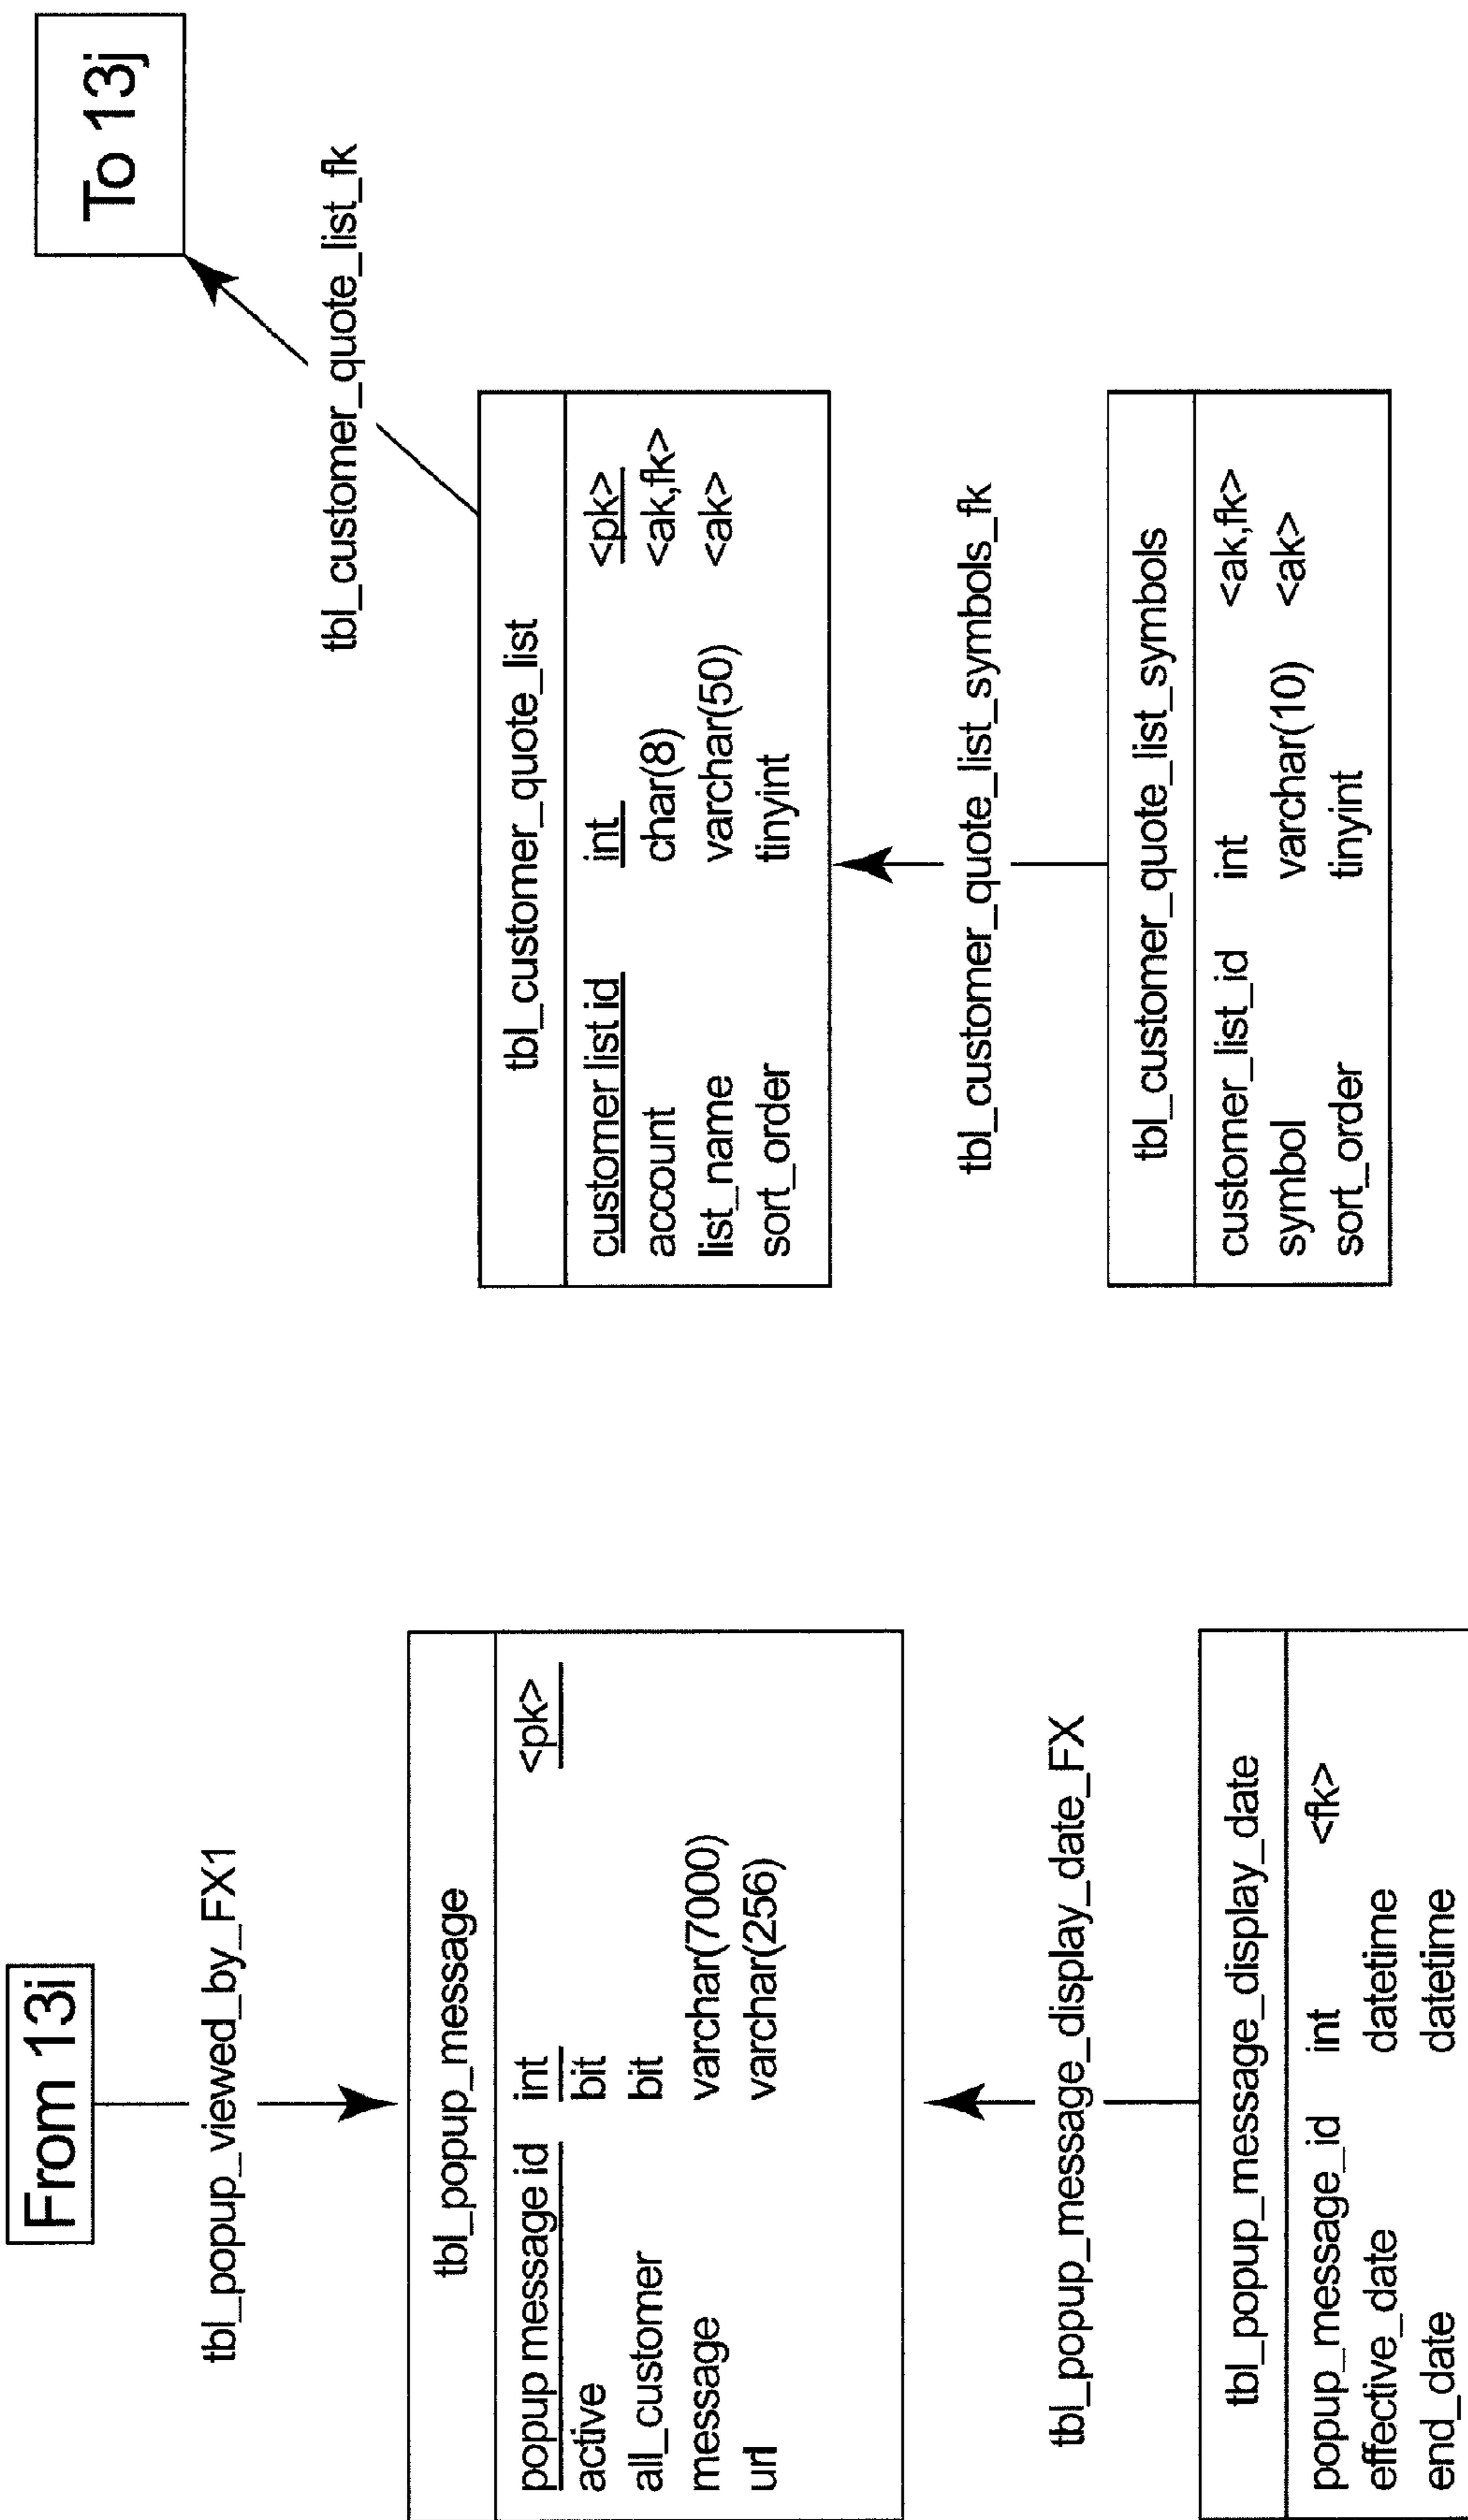 From 13i
tbl_popup_viewed_by_FX1
tbl_popup_message
popup message id int <pk>
active bit
all_customer bit
message varchar(7000)
url varchar(256)
tbl_popup_message_display_date_FX
tbl_popup_message_display_date
popup_message_id int <fk>
effective_date datetime
end_date datetime
To 13j
tbl_customer_quote_list_fk
tbl_customer_quote_list
customer list id int <pk>
account char(8) <ak,fk>
list_name varchar(50) <ak>
sort_order tinyint
tbl_customer_quote_list_symbols_fk
tbl_customer_quote_list_symbols
customer_list_id int <ak,fk>
symbol varchar(10) <ak>
sort_order tinyint